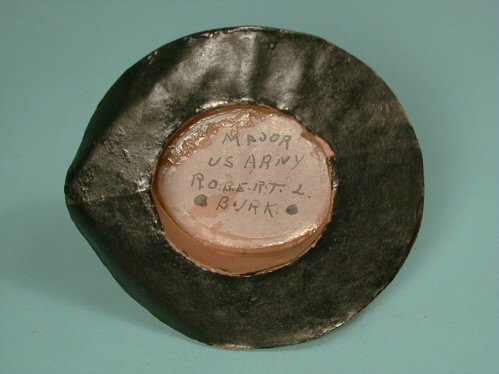 MAJOR
US ARMY
ROBERT. L.
• BURK. •